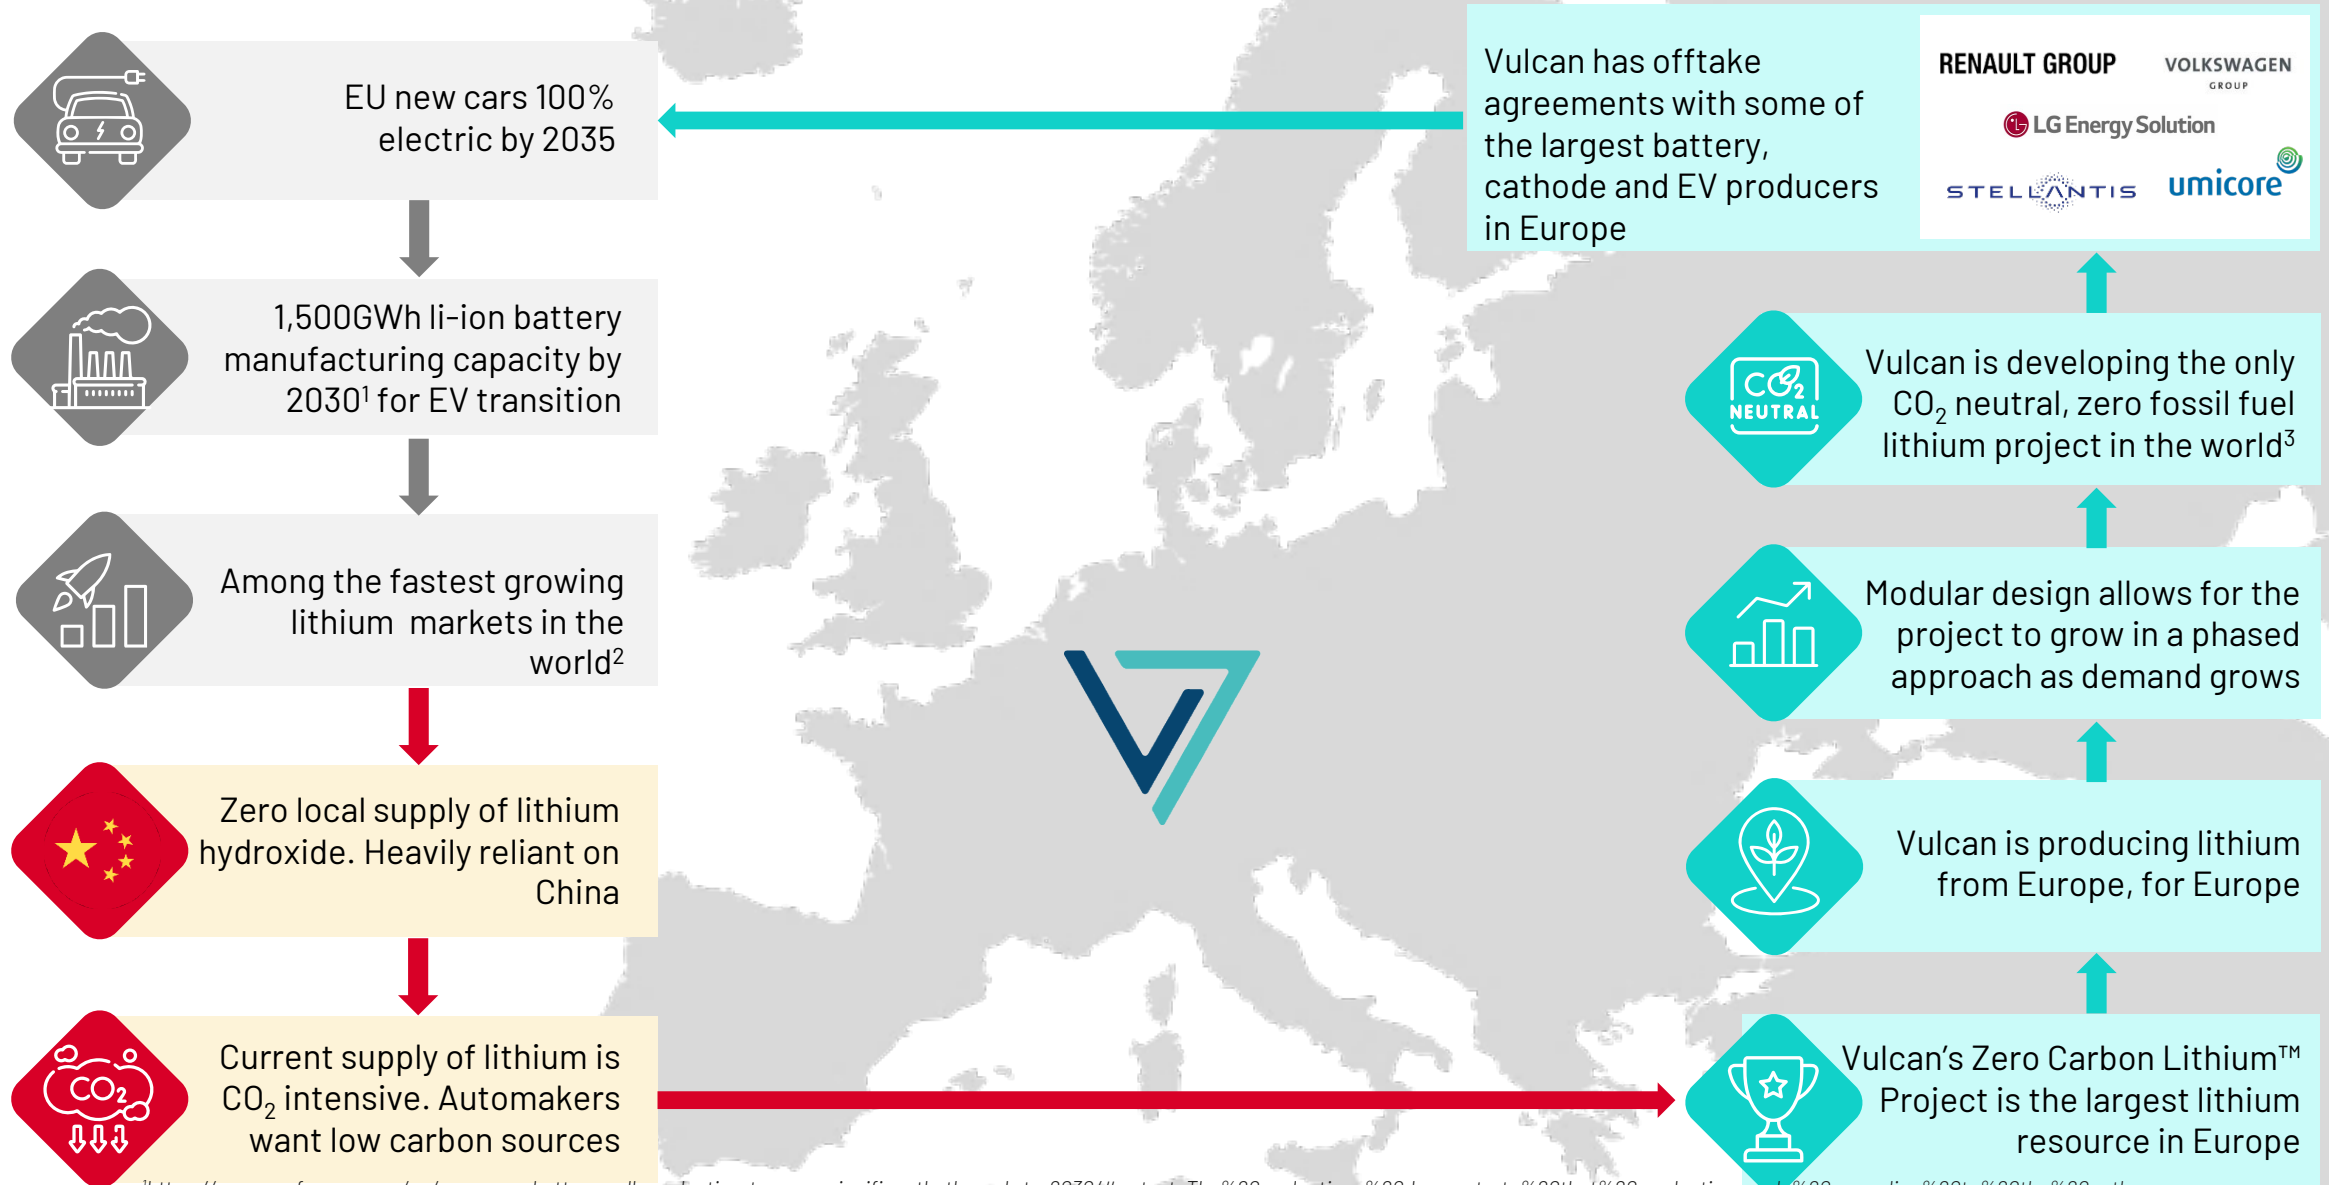 EU new cars 100%
electric by 2035
1,500GWh li-ion battery
manufacturing capacity by
2030¹ for EV transition
Among the fastest growing
lithium markets in the
world²
Zero local supply of lithium
hydroxide. Heavily reliant on
China
CO₂
Current supply of lithium is
CO₂ intensive. Automakers
want low carbon sources
Vulcan has offtake
agreements with some of
the largest battery,
cathode and EV producers
in Europe
RENAULT GROUP
VOLKSWAGEN
GROUP
LG Energy Solution
STELLANTIS
umicore
CO₂
NEUTRAL
Vulcan is developing the only
CO₂ neutral, zero fossil fuel
lithium project in the world³
Modular design allows for the
project to grow in a phased
approach as demand grows
Vulcan is producing lithium
from Europe, for Europe
Vulcan's Zero Carbon Lithium™
Project is the largest lithium
resource in Europe